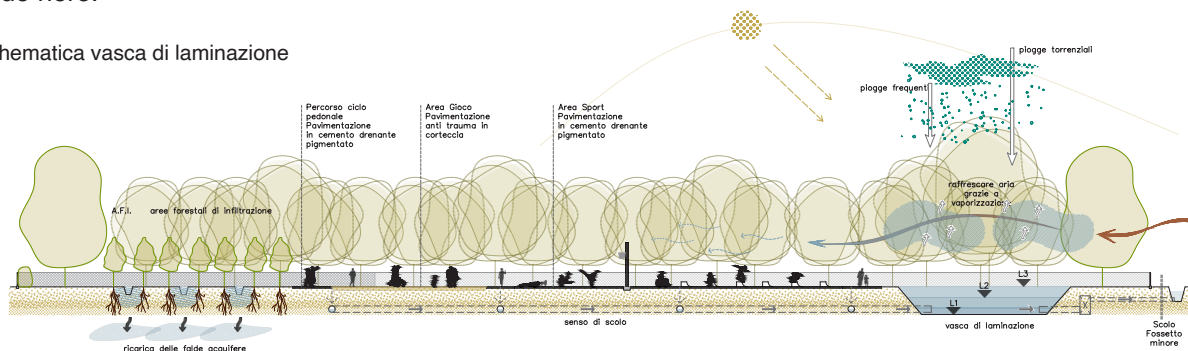 hematica vasca di laminazione
piogge torrenziali
piogge frequenti
Percorso ciclo
pedonale
Pavimentazione
in cemento drenante
pigmentato
Area Gioco
Pavimentazione
anti trauma in
corteccia
Area Sport
Pavimentazione
in cemento drenante
pigmentato
raffrescare aria
grazie a
vaporizzazio
A.F.I. aree forestali di infiltrazione
L3
L2
L1
senso di scolo
vasca di laminazione
Scolo
Fossetto
minore
ricarica delle falde acquifere